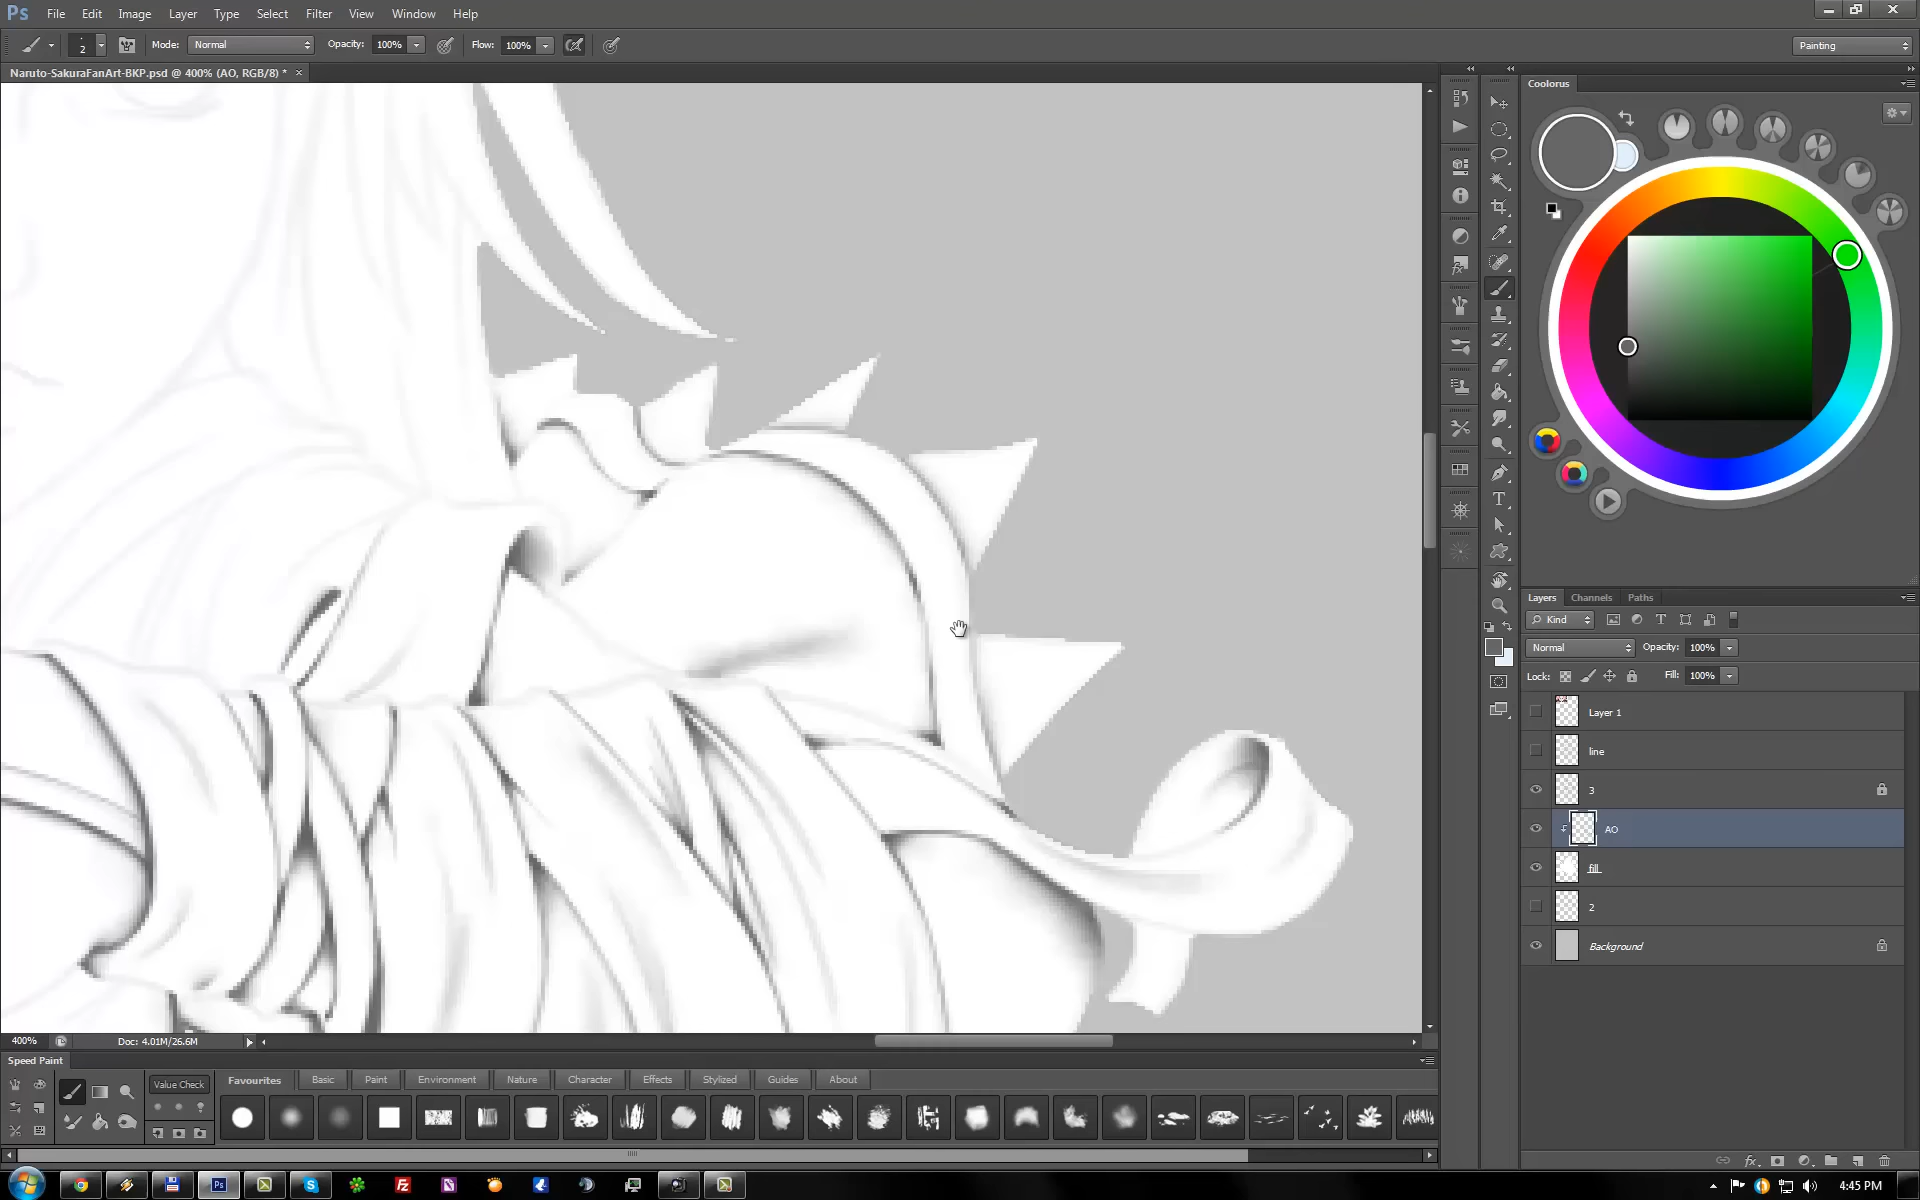 Ps File Edit Image Layer Type Select Filter View Window Help
2 Mode: Normal Opacity: 100% Flow: 100% Painting
Naruto-SakuraFanArt-BKP.psd @ 400% (AO, RGB/8) * ×
Coolorus
Layers Channels Paths
Kind
Normal Opacity: 100%
Lock: Fill: 100%
Layer 1
line
3
AO
fill
2
Background
400% Doc: 4.01M/26.6M
Speed Paint
Value Check Favourites Basic Paint Environment Nature Character Effects Stylized Guides About
4:45 PM